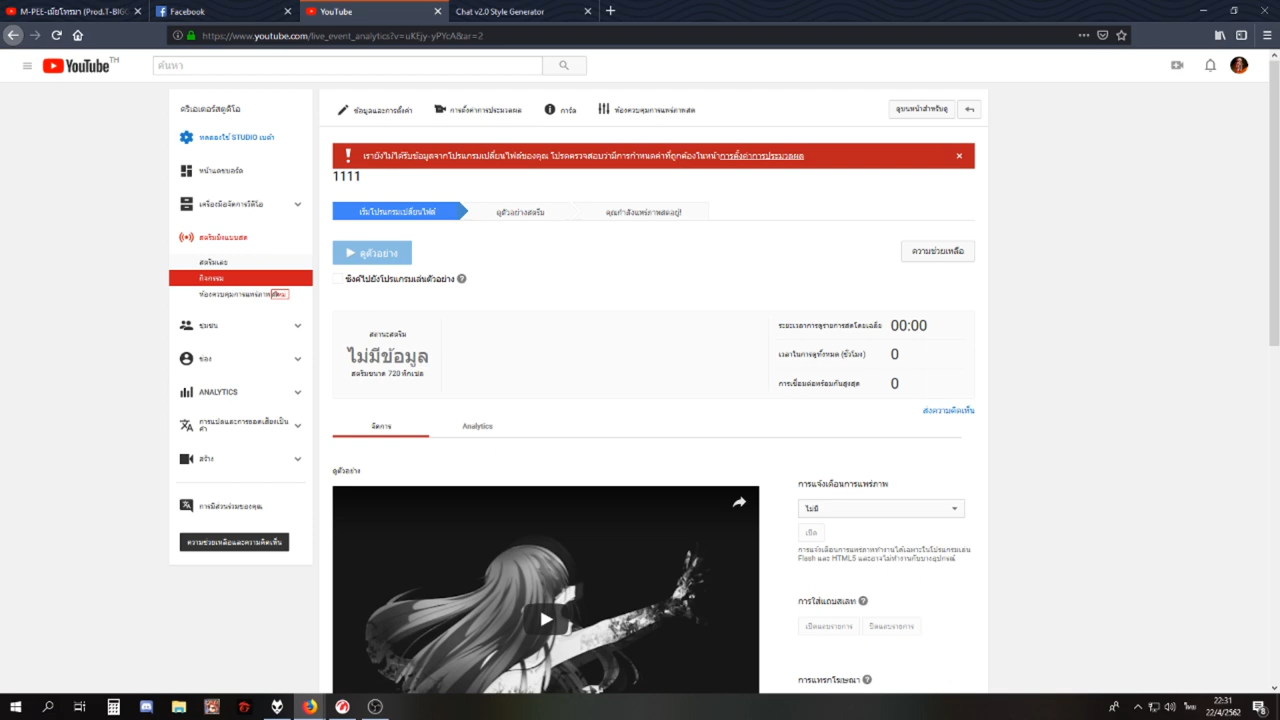 M-PEE-เมียโทรมา (Prod.T-BIGG
Facebook
YouTube
Chat v2.0 Style Generator
https://www.youtube.com/live_event_analytics?v=uKEjy-yPYcA&ar=2
YouTube TH
ค้นหา
ครีเอเตอร์สตูดิโอ
ทดลองใช้ STUDIO เบต้า
หน้าแดชบอร์ด
เครื่องมือจัดการวิดีโอ
สตรีมมิงแบบสด
สตรีมเลย
กิจกรรม
ห้องควบคุมการแพร่ภาพสด
ชุมชน
ช่อง
ANALYTICS
การแปลและการถอดเสียงเป็นคำ
สร้าง
การมีส่วนร่วมของคุณ
ความช่วยเหลือและความคิดเห็น
ข้อมูลและการตั้งค่า
การตั้งค่าการประมวลผล
การ์ด
ห้องควบคุมการแพร่ภาพสด
ดูบนหน้าสำหรับดู
เรายังไม่ได้รับข้อมูลจากโปรแกรมเปลี่ยนไฟล์ของคุณ โปรดตรวจสอบว่ามีการกำหนดค่าที่ถูกต้องในหน้าการตั้งค่าการประมวลผล
1111
เริ่มโปรแกรมเปลี่ยนไฟล์
ดูตัวอย่างสตรีม
คุณกำลังแพร่ภาพสดอยู่!
ดูตัวอย่าง
ความช่วยเหลือ
ซิงค์ไปยังโปรแกรมเล่นตัวอย่าง
สถานะสตรีม
ไม่มีข้อมูล
สตรีมขนาด 720 พิกเซล
ระยะเวลาการดูรายการสดโดยเฉลี่ย 00:00
เวลาในการดูทั้งหมด (ชั่วโมง) 0
การเชื่อมต่อพร้อมกันสูงสุด 0
ส่งความคิดเห็น
จัดการ
Analytics
ดูตัวอย่าง
การแจ้งเตือนการแพร่ภาพ
ไม่มี
เปิด
การแจ้งเตือนการแพร่ภาพทำงานได้เฉพาะในโปรแกรมเล่น
Flash และ HTML5 และอาจไม่ทำงานกับบางอุปกรณ์
การใส่แถบสเลท
เปิดแถบรายการ
ปิดแถบรายการ
การแทรกโฆษณา
ไทย
22:31
22/4/2562
8